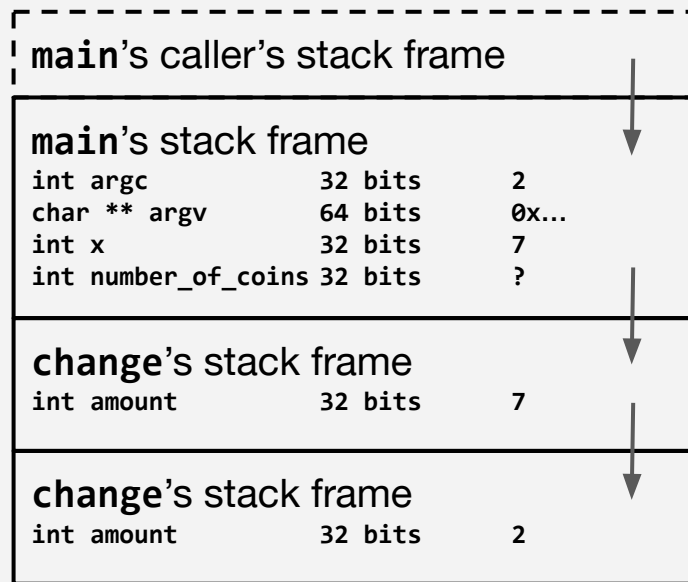 main’s caller’s stack frame
main’s stack frame
int argc 32 bits 2
char ** argv 64 bits 0x…
int x 32 bits 7
int number_of_coins 32 bits ?
change’s stack frame
int amount 32 bits 7
change’s stack frame
int amount 32 bits 2